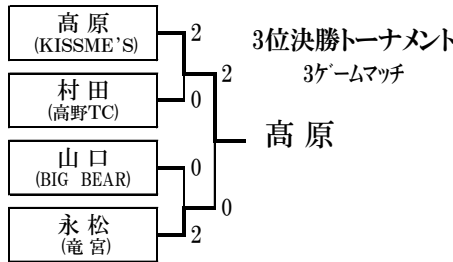 髙 原
(KISSME'S)
2
3位決勝トーナメント
3ゲームマッチ
2
村 田
(高野TC)
0
髙 原
山 口
(BIG BEAR)
0
0
永 松
(竜 宮)
2